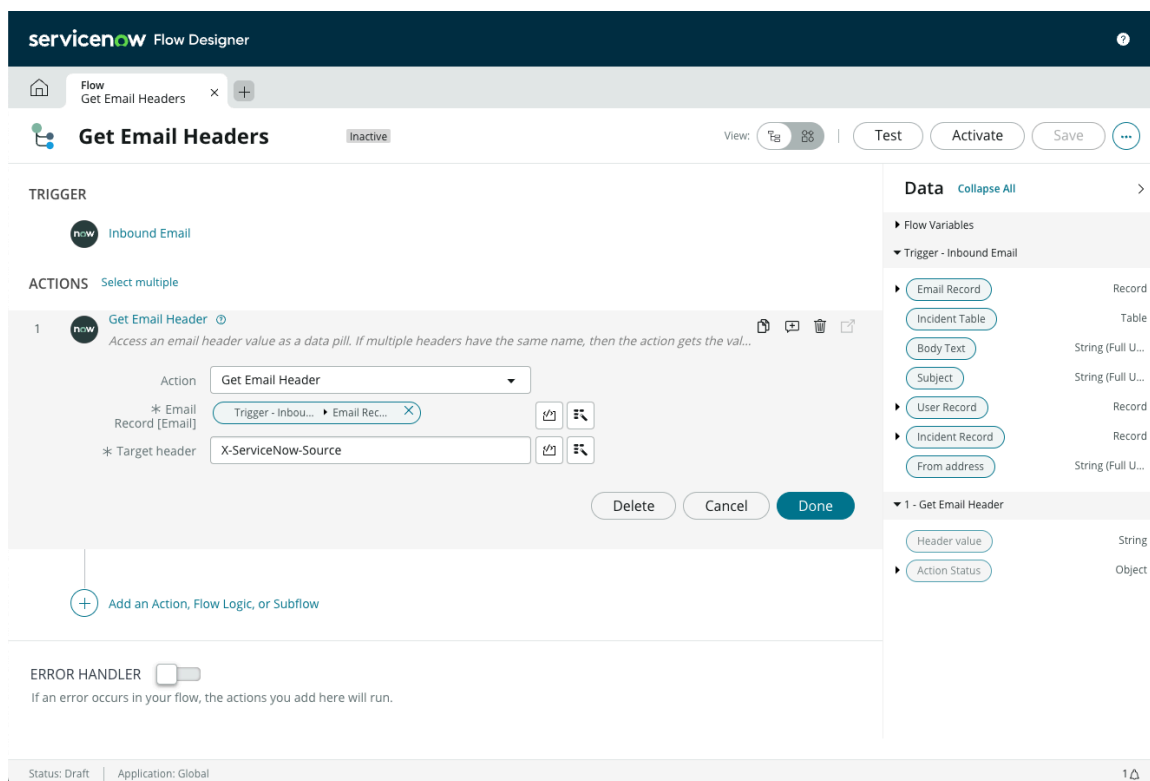 servicenow Flow Designer
Flow
Get Email Headers
Get Email Headers
Inactive
View:
Test
Activate
Save
TRIGGER
now
Inbound Email
ACTIONS
Select multiple
1
now
Get Email Header
Access an email header value as a data pill. If multiple headers have the same name, then the action gets the val...
Action
Get Email Header
* Email
Record [Email]
Trigger - Inbou... ▸ Email Rec...
* Target header
X-ServiceNow-Source
Delete
Cancel
Done
Add an Action, Flow Logic, or Subflow
ERROR HANDLER
If an error occurs in your flow, the actions you add here will run.
Data
Collapse All
Flow Variables
Trigger - Inbound Email
Email Record Record
Incident Table Table
Body Text String (Full U...
Subject String (Full U...
User Record Record
Incident Record Record
From address String (Full U...
1 - Get Email Header
Header value String
Action Status Object
Status: Draft | Application: Global
1